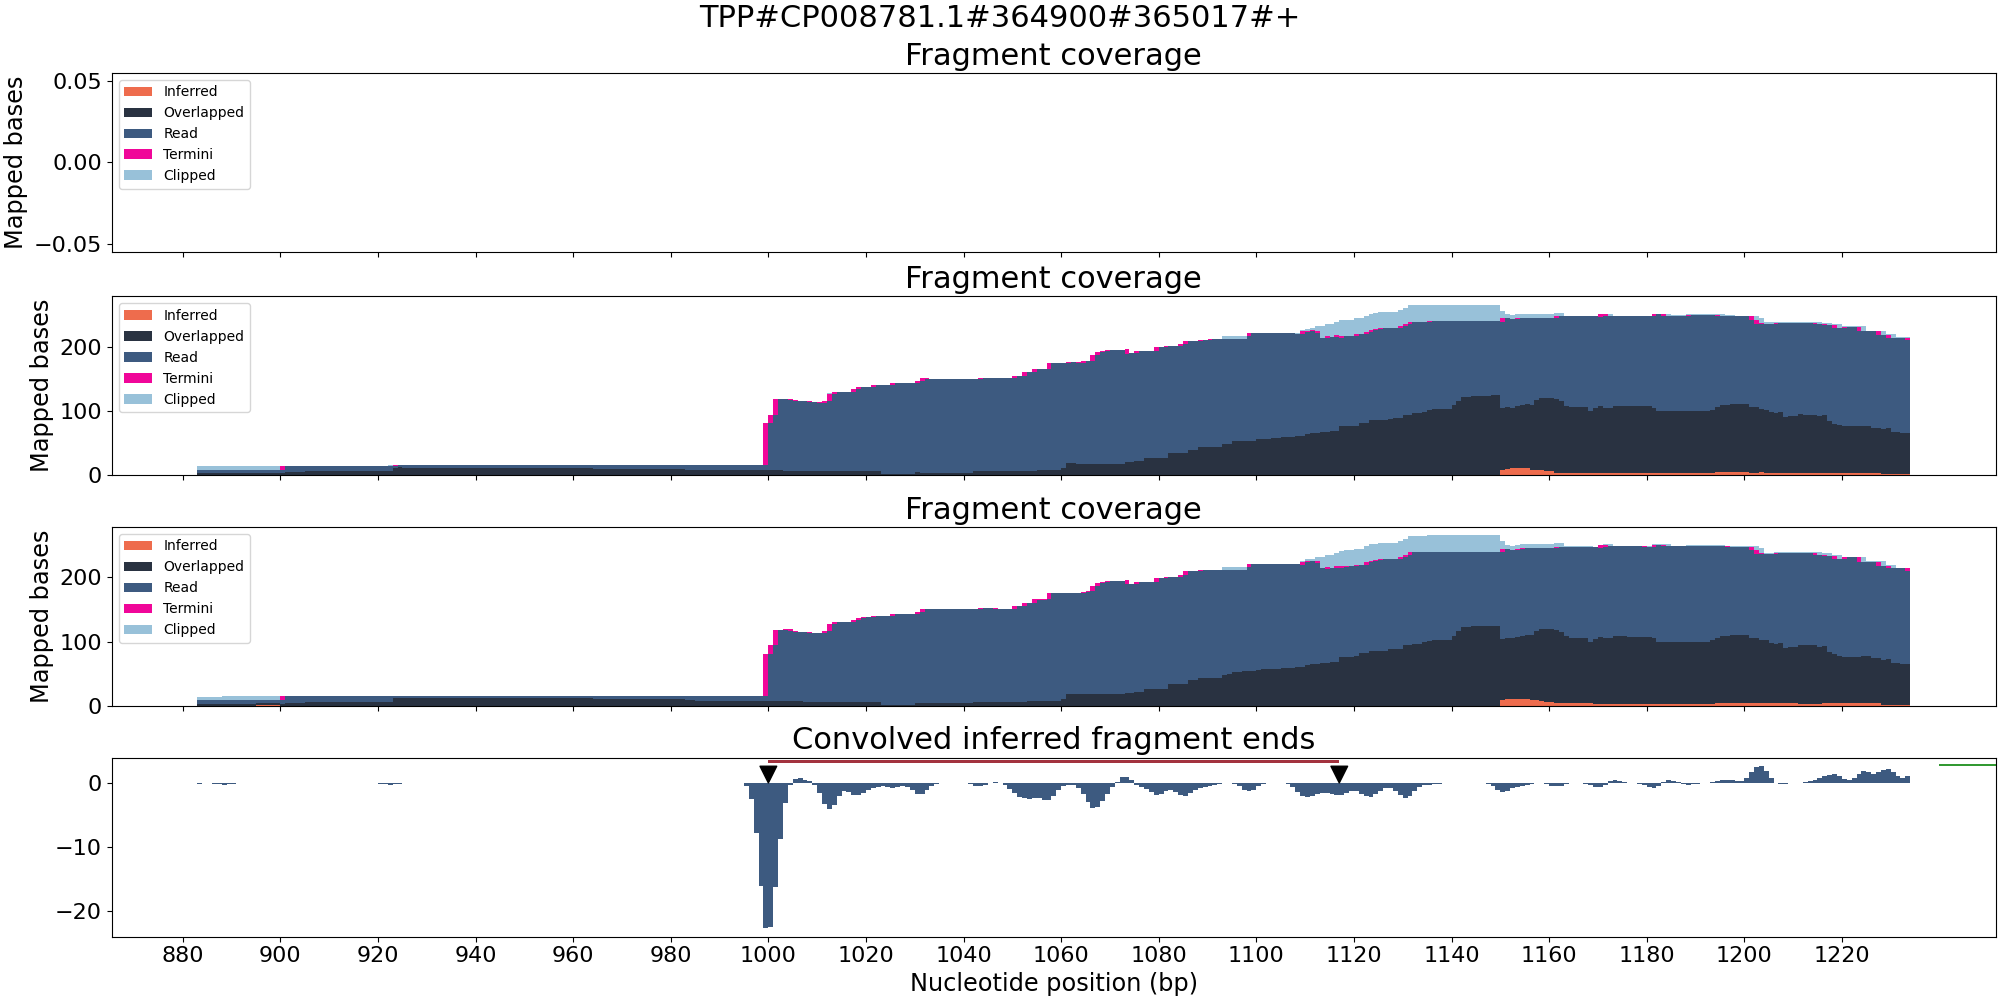 TPP#CP008781.1#364900#365017#+
Fragment coverage
Mapped bases
0.05
0.00
−0.05
Inferred
Overlapped
Read
Termini
Clipped
Fragment coverage
Mapped bases
200
100
0
Inferred
Overlapped
Read
Termini
Clipped
Fragment coverage
Mapped bases
200
100
0
Inferred
Overlapped
Read
Termini
Clipped
Convolved inferred fragment ends
0
−10
−20
880 900 920 940 960 980 1000 1020 1040 1060 1080 1100 1120 1140 1160 1180 1200 1220
Nucleotide position (bp)